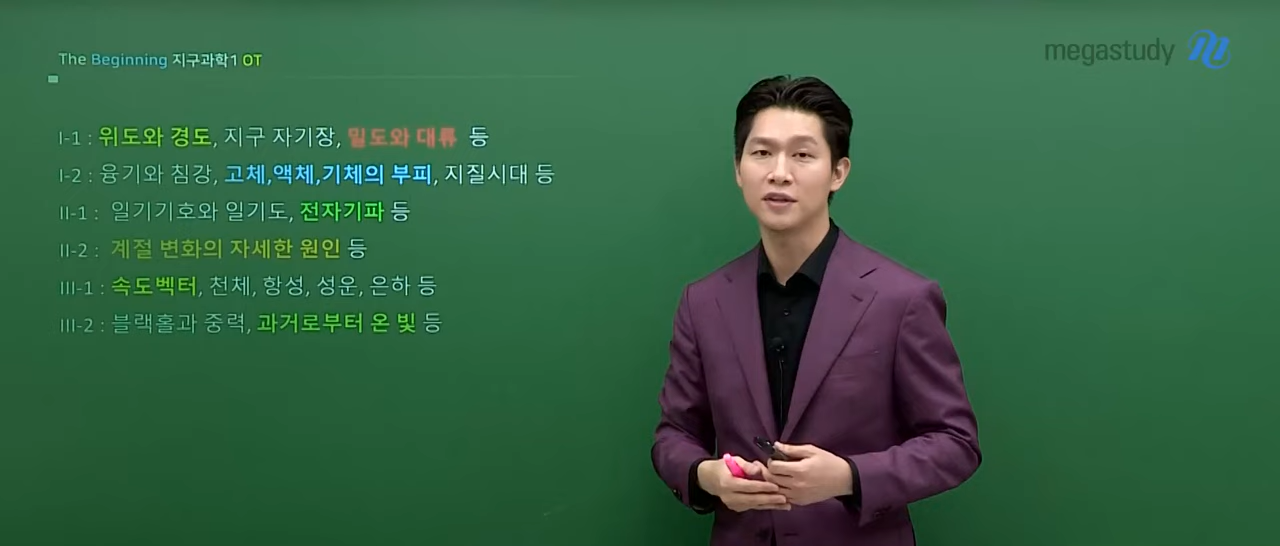 The Beginning 지구과학1 OT
megastudy
I-1 : 위도와 경도, 지구 자기장, 밀도와 대류 등
I-2 : 융기와 침강, 고체,액체,기체의 부피, 지질시대 등
II-1 : 일기기호와 일기도, 전자기파 등
II-2 : 계절 변화의 자세한 원인 등
III-1 : 속도벡터, 천체, 항성, 성운, 은하 등
III-2 : 블랙홀과 중력, 과거로부터 온 빛 등